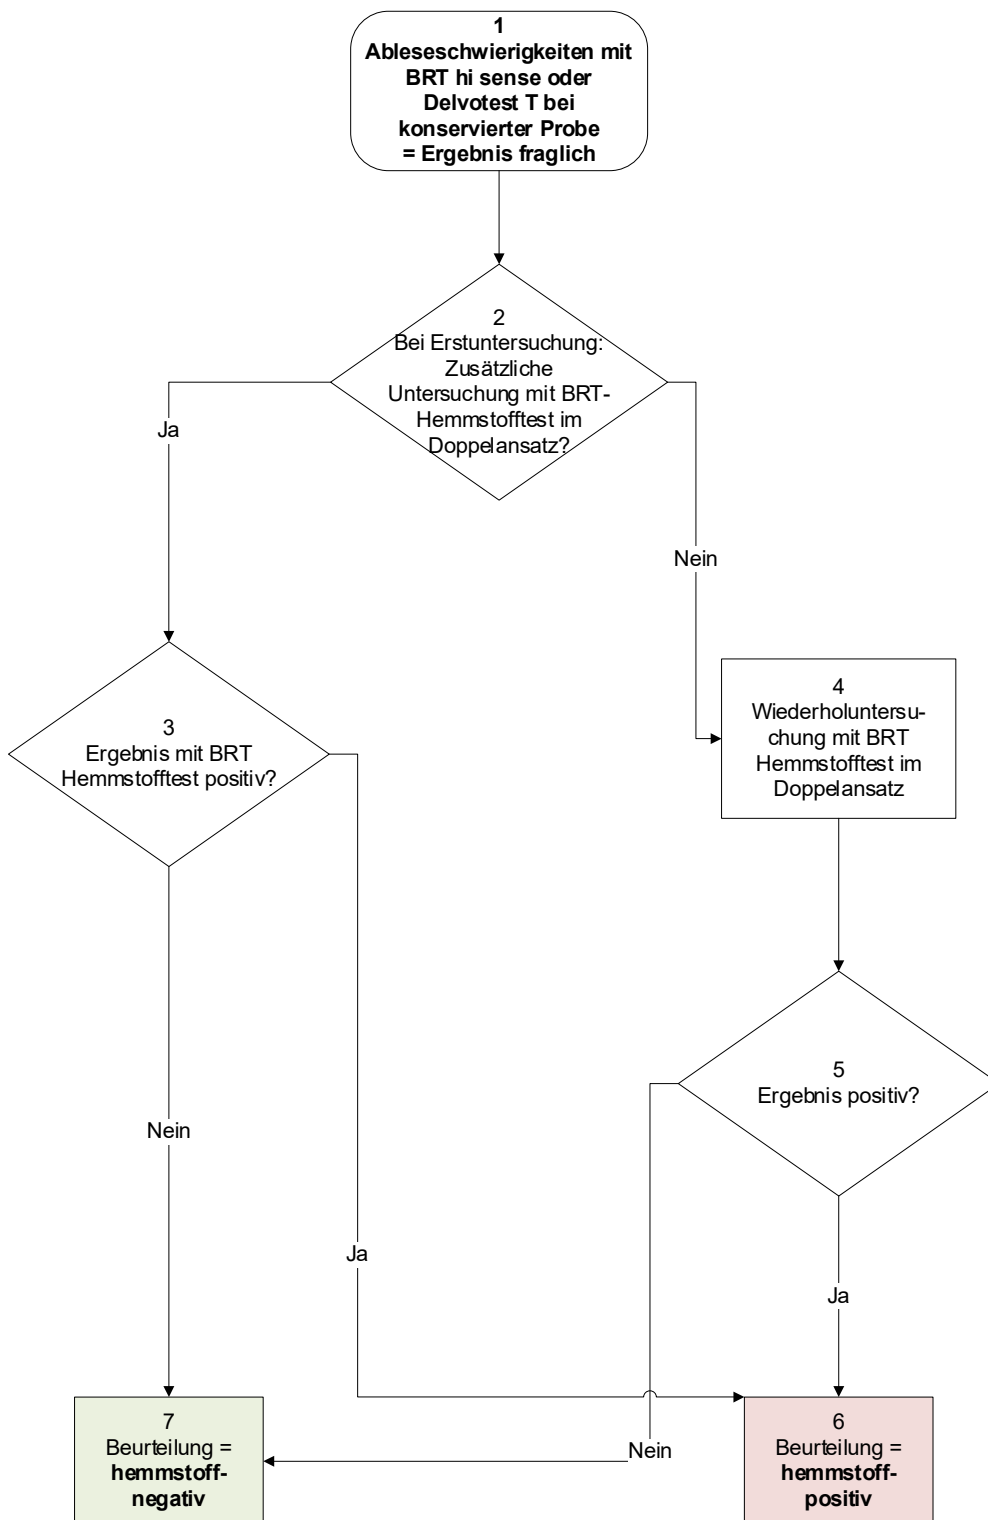 1
Ableseschwierigkeiten mit
BRT hi sense oder
Delvotest T bei
konservierter Probe
= Ergebnis fraglich
2
Bei Erstuntersuchung:
Zusätzliche
Untersuchung mit BRT-
Hemmstofftest im
Doppelansatz?
Ja
Nein
3
Ergebnis mit BRT
Hemmstofftest positiv?
4
Wiederholuntersu-
chung mit BRT
Hemmstofftest im
Doppelansatz
5
Ergebnis positiv?
Nein
Ja
Ja
7
Beurteilung =
hemmstoff-
negativ
Nein
6
Beurteilung =
hemmstoff-
positiv